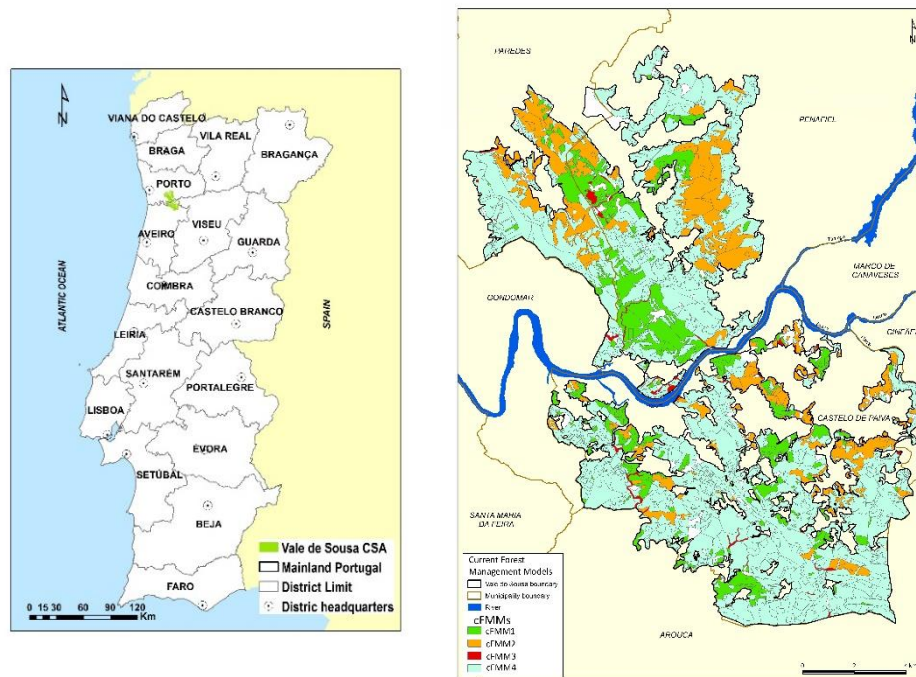 VIANA DO CASTELO
VILA REAL
BRAGANÇA
BRAGA
PORTO
VISEU
AVEIRO
GUARDA
COIMBRA
CASTELO BRANCO
LEIRIA
SANTARÉM
PORTALEGRE
LISBOA
ÉVORA
SETÚBAL
BEJA
FARO
ATLANTIC OCEAN
SPAIN
Vale de Sousa CSA
Mainland Portugal
District Limit
Distric headquarters
0 15 30 60 90 120
Km
PAREDES
PENAFIEL
MARCO DE
CANAVESES
GONDOMAR
CASTELO DE PAIVA
SANTA MARIA
DA FEIRA
AROUCA
Current Forest
Management Models
Vale do Sousa boundary
Municipality boundary
River
cFMMs
cFMM1
cFMM2
cFMM3
cFMM4
0 2 4